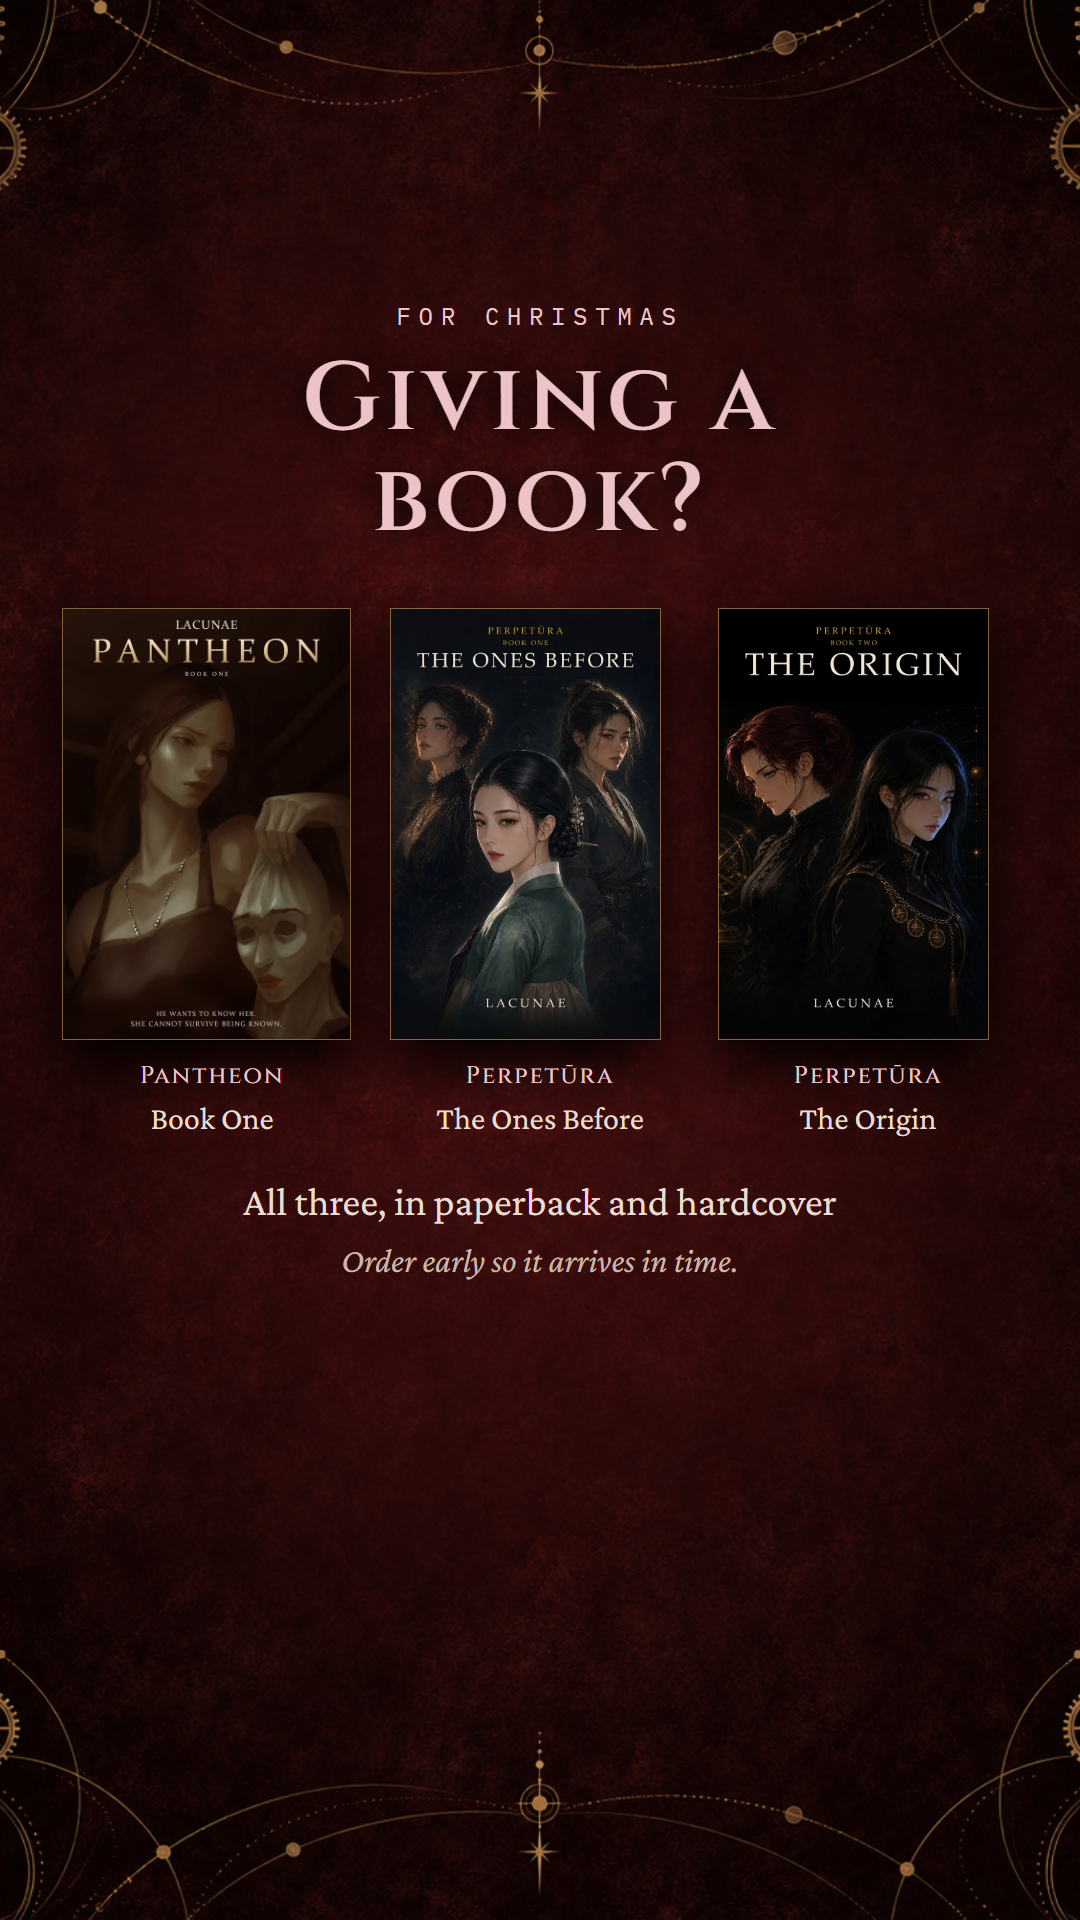 FOR CHRISTMAS
GIVING A
BOOK?
LACUNAE
PANTHEON
BOOK ONE
HE WANTS TO KNOW HER.
SHE CANNOT SURVIVE BEING KNOWN.
PERPETŪRA
BOOK ONE
THE ONES BEFORE
LACUNAE
PERPETŪRA
BOOK TWO
THE ORIGIN
LACUNAE
PANTHEON
Book One
PERPETŪRA
The Ones Before
PERPETŪRA
The Origin
All three, in paperback and hardcover
Order early so it arrives in time.